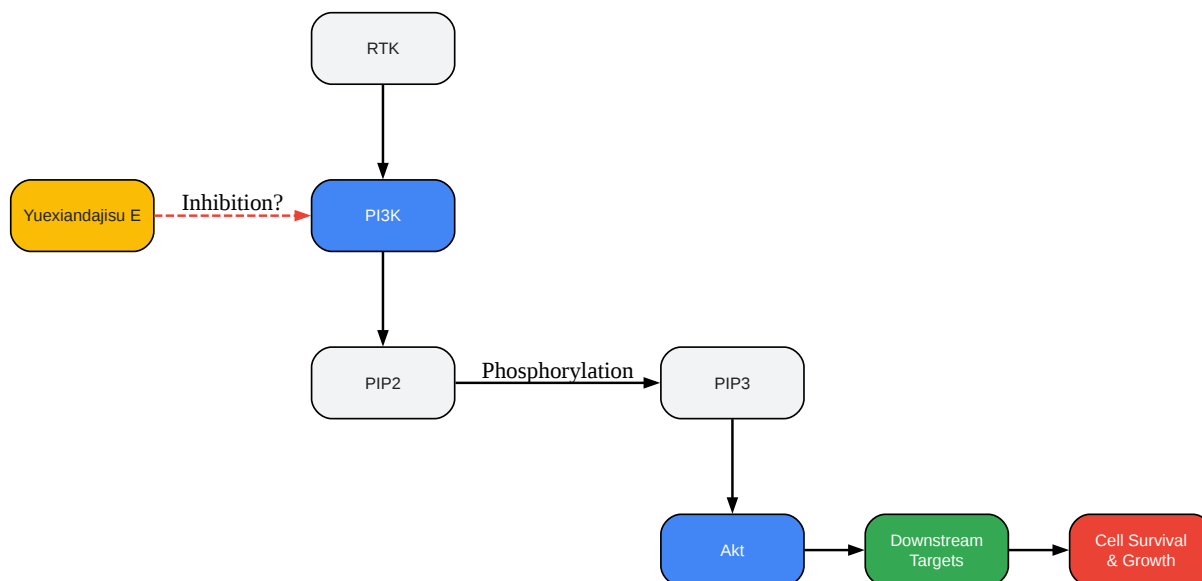 RTK
Yuexiandajisu E
Inhibition?
PI3K
PIP2
Phosphorylation
PIP3
Akt
Downstream
Targets
Cell Survival
& Growth